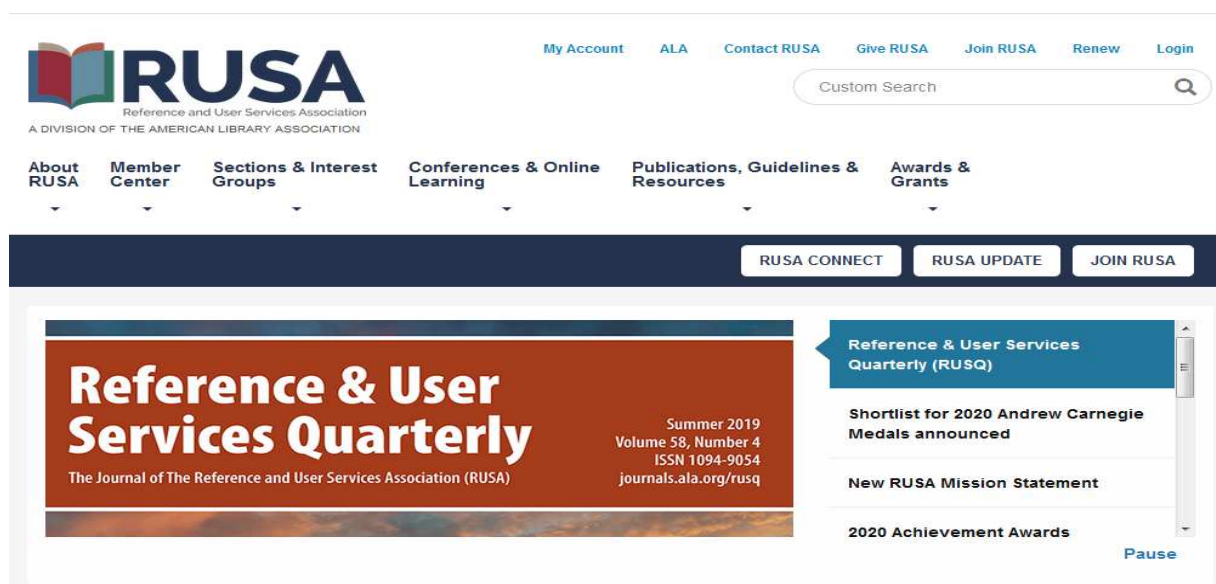 My Account ALA Contact RUSA Give RUSA Join RUSA Renew Login
Custom Search
RUSA
Reference and User Services Association
A DIVISION OF THE AMERICAN LIBRARY ASSOCIATION
About RUSA
Member Center
Sections & Interest Groups
Conferences & Online Learning
Publications, Guidelines & Resources
Awards & Grants
RUSA CONNECT
RUSA UPDATE
JOIN RUSA
Reference & User
Services Quarterly
The Journal of The Reference and User Services Association (RUSA)
Summer 2019
Volume 58, Number 4
ISSN 1094-9054
journals.ala.org/rusq
Reference & User Services
Quarterly (RUSQ)
Shortlist for 2020 Andrew Carnegie
Medals announced
New RUSA Mission Statement
2020 Achievement Awards
Pause